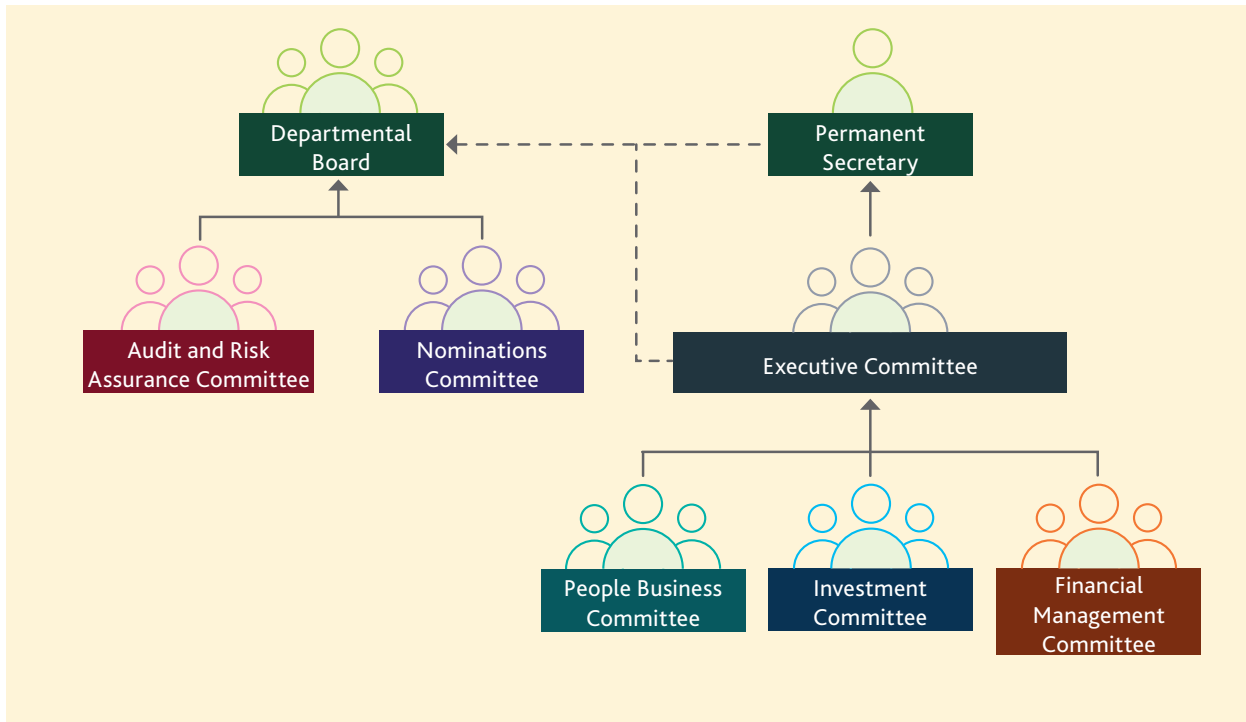 Departmental
Board
Permanent
Secretary
Audit and Risk
Assurance Committee
Nominations
Committee
Executive Committee
People Business
Committee
Investment
Committee
Financial
Management
Committee